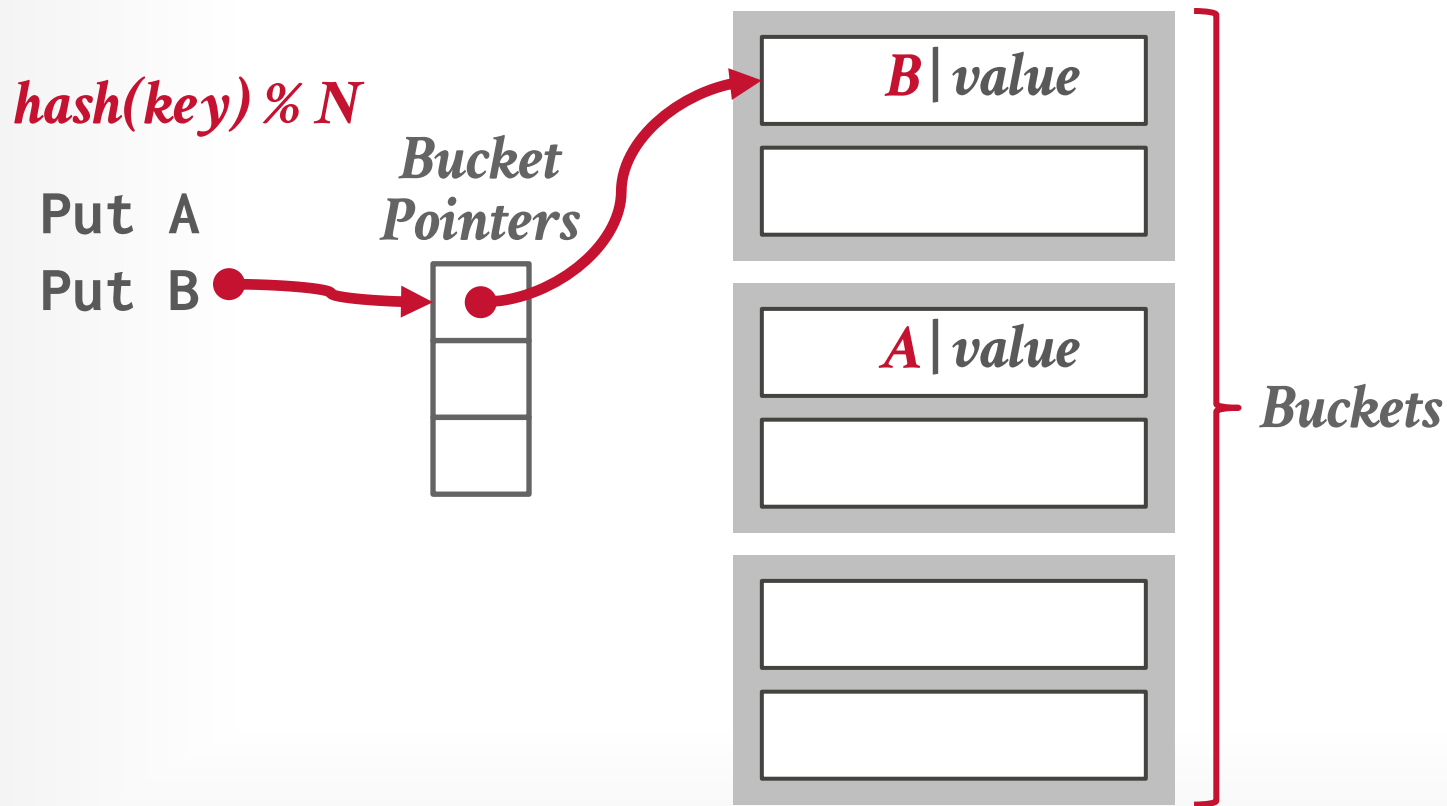 hash(key) % N
Put A
Put B
Bucket
Pointers
B|value
A|value
Buckets